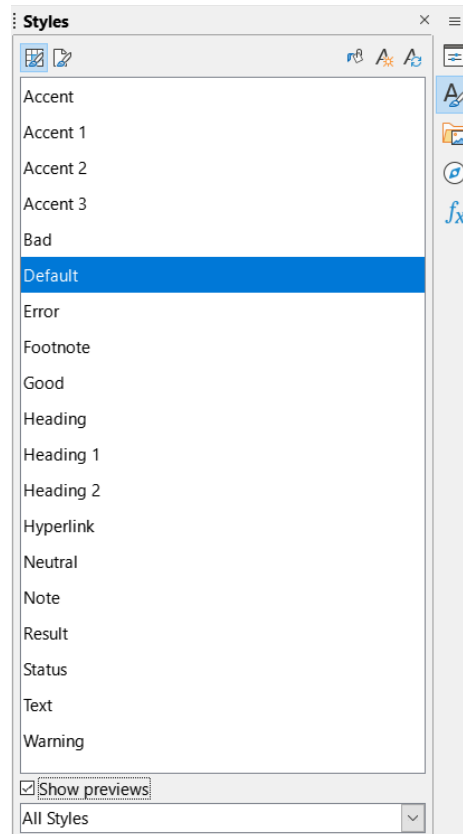 Styles
Accent
Accent 1
Accent 2
Accent 3
Bad
Default
Error
Footnote
Good
Heading
Heading 1
Heading 2
Hyperlink
Neutral
Note
Result
Status
Text
Warning
Show previews
All Styles